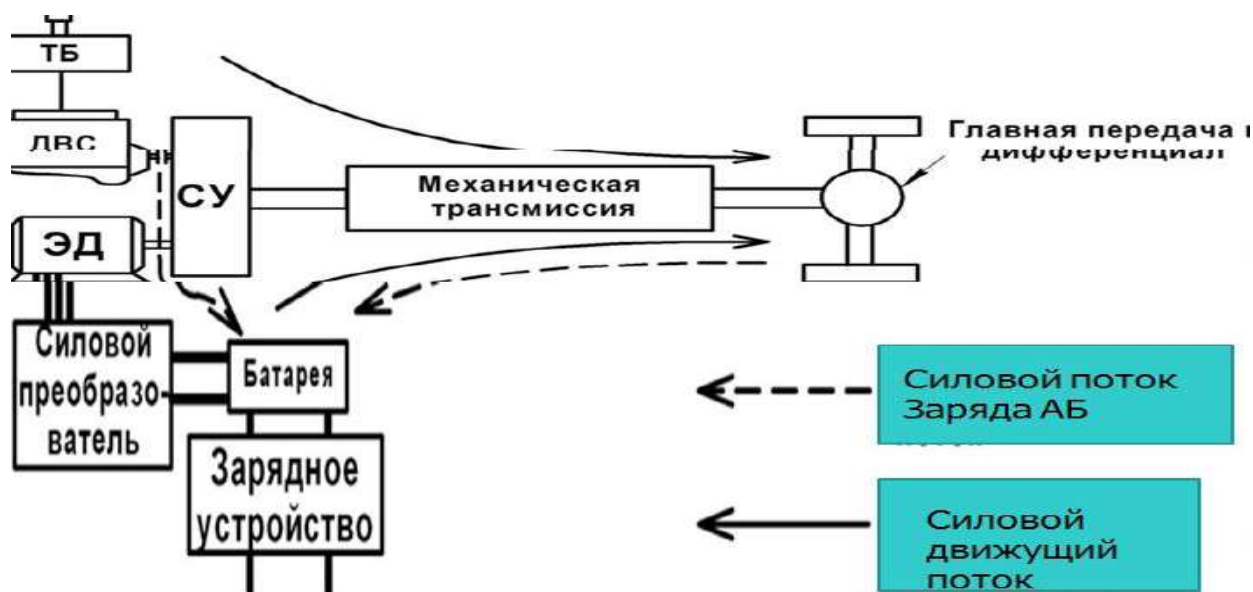 ТБ
ДВС
СУ
ЭД
Механическая
трансмиссия
Главная передача и
дифференциал
Силовой
преобразо-
ватель
Батарея
Зарядное
устройство
Силовой поток
Заряда АБ
Силовой
движущий
поток